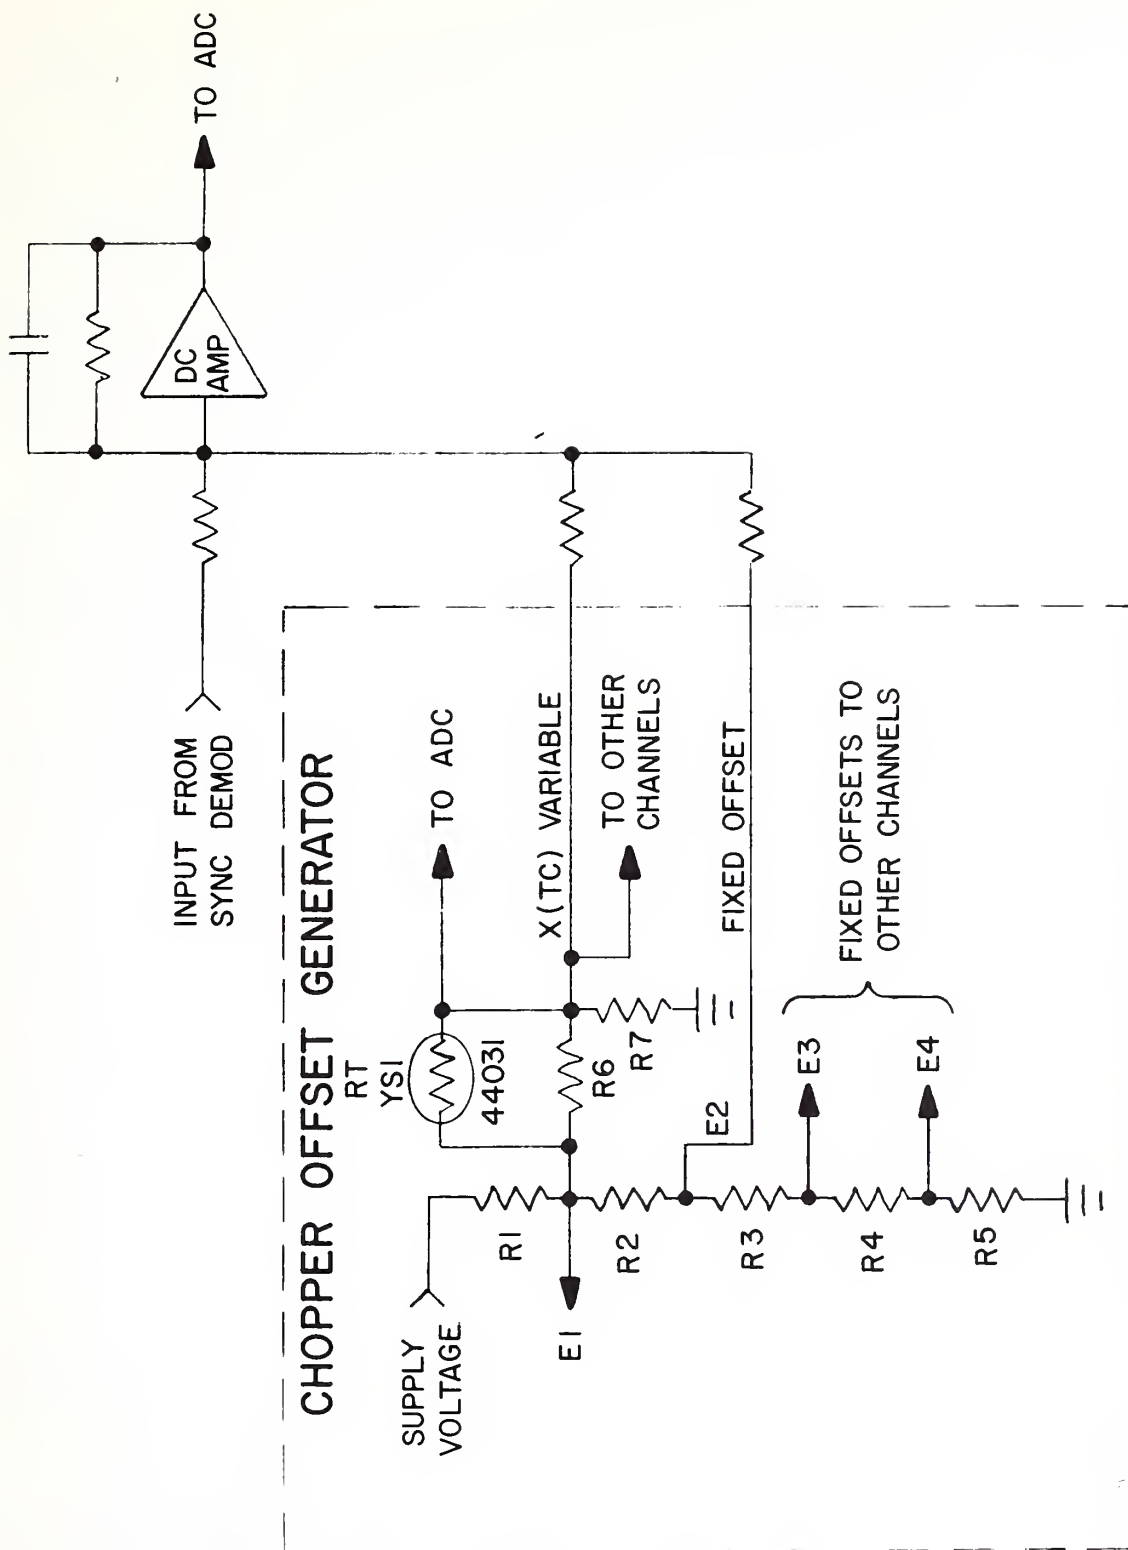 TO ADC
DC
AMP
INPUT FROM
SYNC DEMOD
CHOPPER OFFSET GENERATOR
RT
YSI
44031
TO ADC
X(TC) VARIABLE
TO OTHER
CHANNELS
R6
R7
FIXED OFFSET
SUPPLY
VOLTAGE
R1
E1
R2
E2
R3
E3
R4
E4
R5
FIXED OFFSETS TO
OTHER CHANNELS